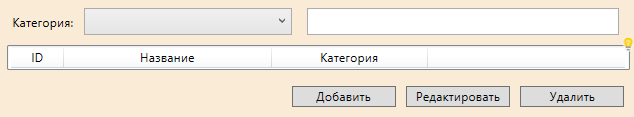 Категория:
ID Название Категория
Добавить Редактировать Удалить